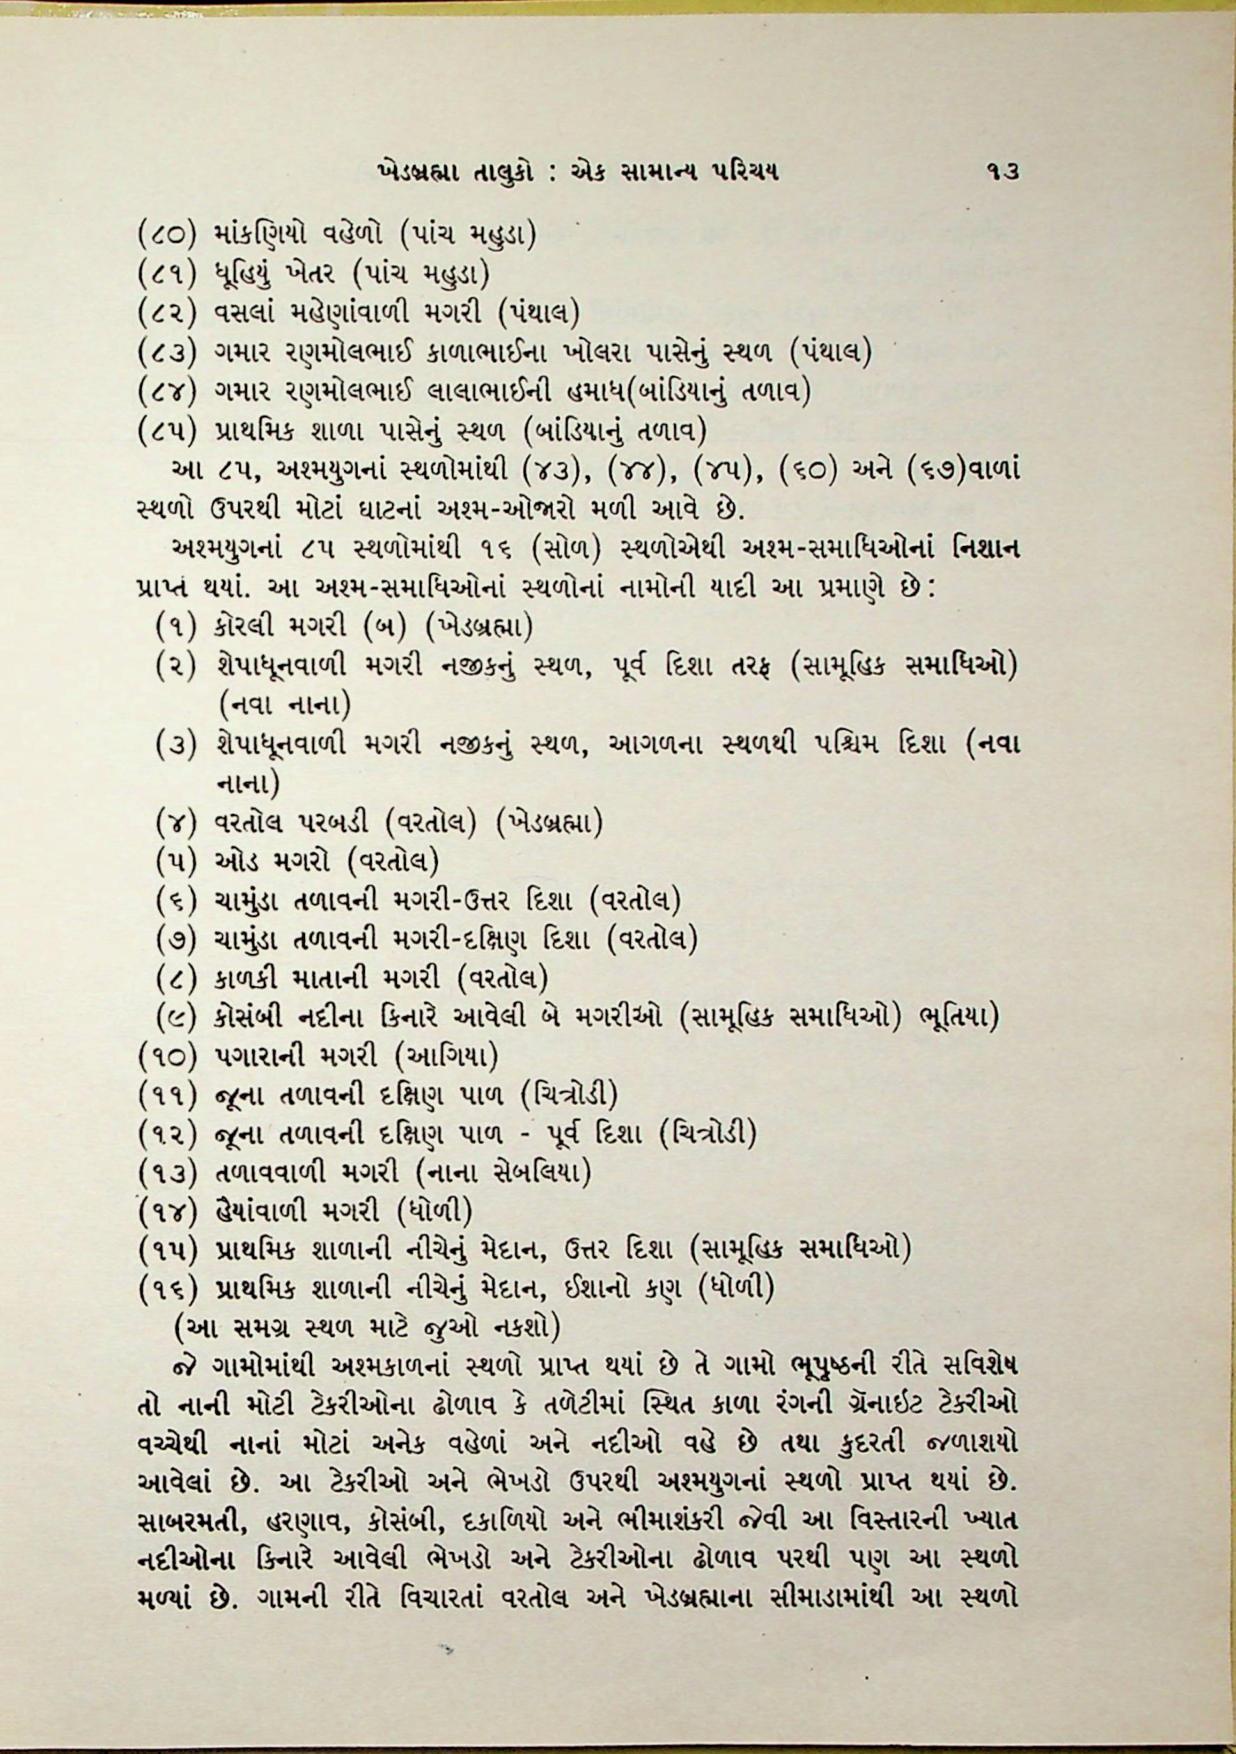 ખેડબ્રહ્મા તાલુકો : એક સામાન્ય પરિચય ૧૩
(૮૦) માંકણિયો વહેળો (પાંચ મહુડા)
(૮૧) ધૂહિયું ખેતર (પાંચ મહુડા)
(૮૨) વસલાં મહેણાંવાળી મગરી (પંથાલ)
(૮૩) ગમાર રણમોલભાઈ કાળાભાઈના ખોલરા પાસેનું સ્થળ (પંથાલ)
(૮૪) ગમાર રણમોલભાઈ લાલાભાઈની હમાધ(બાંડિયાનું તળાવ)
(૮૫) પ્રાથમિક શાળા પાસેનું સ્થળ (બાંડિયાનું તળાવ)
આ ૮૫, અશ્મયુગનાં સ્થળોમાંથી (૪૩), (૪૪), (૪૫), (૬૦) અને (૬૭)વાળાં
સ્થળો ઉપરથી મોટાં ઘાટનાં અશ્મ-ઓજારો મળી આવે છે.
અશ્મયુગનાં ૮૫ સ્થળોમાંથી ૧૬ (સોળ) સ્થળોએથી અશ્મ-સમાધિઓનાં નિશાન
પ્રાપ્ત થયાં. આ અશ્મ-સમાધિઓનાં સ્થળોનાં નામોની યાદી આ પ્રમાણે છે :
(૧) કોરલી મગરી (બ) (ખેડબ્રહ્મા)
(૨) શેપાધૂનવાળી મગરી નજીકનું સ્થળ, પૂર્વ દિશા તરફ (સામૂહિક સમાધિઓ)
(નવા નાના)
(૩) શેપાધૂનવાળી મગરી નજીકનું સ્થળ, આગળના સ્થળથી પશ્ચિમ દિશા (નવા
નાના)
(૪) વરતોલ પરબડી (વરતોલ) (ખેડબ્રહ્મા)
(૫) ઓડ મગરો (વરતોલ)
(૬) ચામુંડા તળાવની મગરી-ઉત્તર દિશા (વરતોલ)
(૭) ચામુંડા તળાવની મગરી-દક્ષિણ દિશા (વરતોલ)
(૮) કાળકી માતાની મગરી (વરતોલ)
(૯) કોસંબી નદીના કિનારે આવેલી બે મગરીઓ (સામૂહિક સમાધિઓ) ભૂતિયા)
(૧૦) પગારાની મગરી (આગિયા)
(૧૧) જૂના તળાવની દક્ષિણ પાળ (ચિત્રોડી)
(૧૨) જૂના તળાવની દક્ષિણ પાળ - પૂર્વ દિશા (ચિત્રોડી)
(૧૩) તળાવવાળી મગરી (નાના સેબલિયા)
(૧૪) હૈયાંવાળી મગરી (ધોળી)
(૧૫) પ્રાથમિક શાળાની નીચેનું મેદાન, ઉત્તર દિશા (સામૂહિક સમાધિઓ)
(૧૬) પ્રાથમિક શાળાની નીચેનું મેદાન, ઈશાનો કણ (ધોળી)
(આ સમગ્ર સ્થળ માટે જુઓ નકશો)
જે ગામોમાંથી અશ્મકાળનાં સ્થળો પ્રાપ્ત થયાં છે તે ગામો ભૂપૃષ્ઠની રીતે સવિશેષ
તો નાની મોટી ટેકરીઓના ઢોળાવ કે તળેટીમાં સ્થિત કાળા રંગની ગ્રૅનાઇટ ટેકરીઓ
વચ્ચેથી નાનાં મોટાં અનેક વહેળાં અને નદીઓ વહે છે તથા કુદરતી જળાશયો
આવેલાં છે. આ ટેકરીઓ અને ભેખડો ઉપરથી અશ્મયુગનાં સ્થળો પ્રાપ્ત થયાં છે.
સાબરમતી, હરણાવ, કોસંબી, દકાળિયો અને ભીમાશંકરી જેવી આ વિસ્તારની ખ્યાત
નદીઓના કિનારે આવેલી ભેખડો અને ટેકરીઓના ઢોળાવ પરથી પણ આ સ્થળો
મળ્યાં છે. ગામની રીતે વિચારતાં વરતોલ અને ખેડબ્રહ્માના સીમાડામાંથી આ સ્થળો